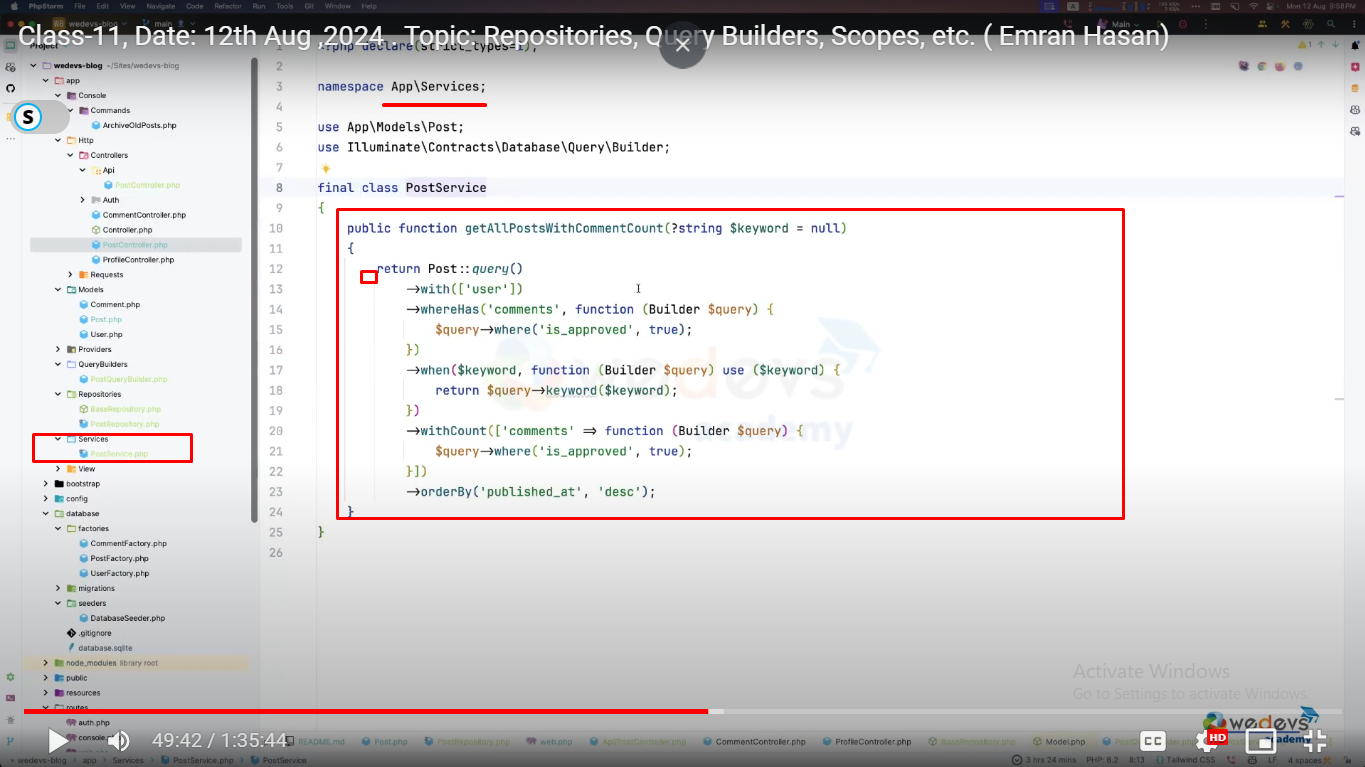 PhpStorm File Edit View Navigate Code Refactor Run Tools Git Window Help
Mon 12 Aug 9:58PM
WB wedevs-blog main
Main
Class-11, Date: 12th Aug ,2024 , Topic: Repositories, Query Builders, Scopes, etc. ( Emran Hasan)
Project
wedevs-blog ~/Sites/wedevs-blog
app
Console
Commands
ArchiveOldPosts.php
Http
Controllers
Api
PostController.php
Auth
CommentController.php
Controller.php
PostController.php
ProfileController.php
Requests
Models
Comment.php
Post.php
User.php
Providers
QueryBuilders
PostQueryBuilder.php
Repositories
BaseRepository.php
PostRepository.php
Services
PostService.php
View
bootstrap
config
database
factories
CommentFactory.php
PostFactory.php
UserFactory.php
migrations
seeders
DatabaseSeeder.php
.gitignore
database.sqlite
node_modules library root
public
resources
routes
auth.php
console.php
S
1 <?php declare(strict_types=1);
2
3 namespace App\Services;
4
5 use App\Models\Post;
6 use Illuminate\Contracts\Database\Query\Builder;
7
8 final class PostService
9 {
10 public function getAllPostsWithCommentCount(?string $keyword = null)
11 {
12 return Post::query()
13 →with(['user'])
14 →whereHas('comments', function (Builder $query) {
15 $query→where('is_approved', true);
16 })
17 →when($keyword, function (Builder $query) use ($keyword) {
18 return $query→keyword($keyword);
19 })
20 →withCount(['comments' ⇒ function (Builder $query) {
21 $query→where('is_approved', true);
22 }])
23 →orderBy('published_at', 'desc');
24 }
25 }
26
wedevs
academy
Activate Windows
Go to Settings to activate Windows.
wedevs
academy
49:42 / 1:35:44
CC
HD
README.md Post.php PostRepository.php web.php Api/PostController.php CommentController.php ProfileController.php BaseRepository.php Model.php
wedevs-blog app Services PostService.php PostService
3 hrs 24 mins PHP: 8.2 8:13 Tailwind CSS LF 4 spaces